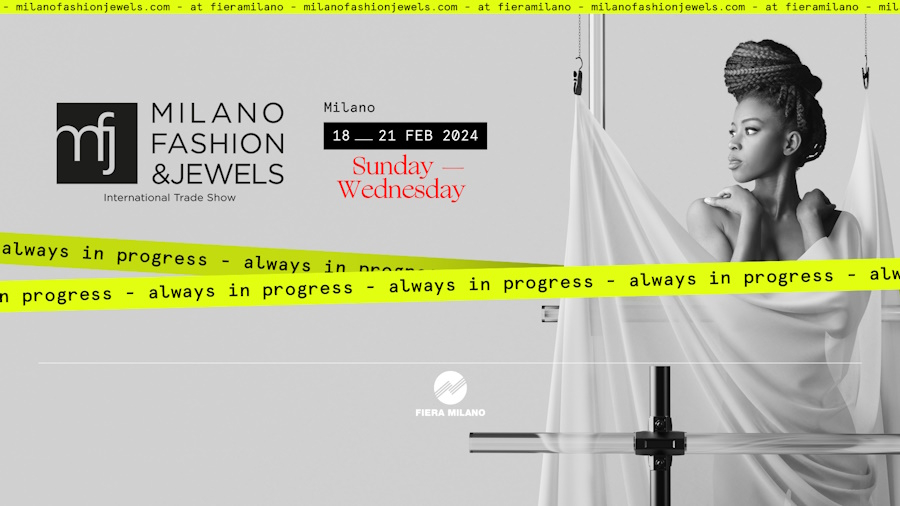 - milanofashionjewels.com - at fieramilano - milanofashionjewels.com - at fieramilano - milanofashionjewels.com - at fieramilano - mil
mfj
MILANO
FASHION
&JEWELS
International Trade Show
Milano
18 — 21 FEB 2024
Sunday —
Wednesday
always in progress - always in progre
n progress - always in progress - always in progress - always in progress - alw
FIERA MILANO